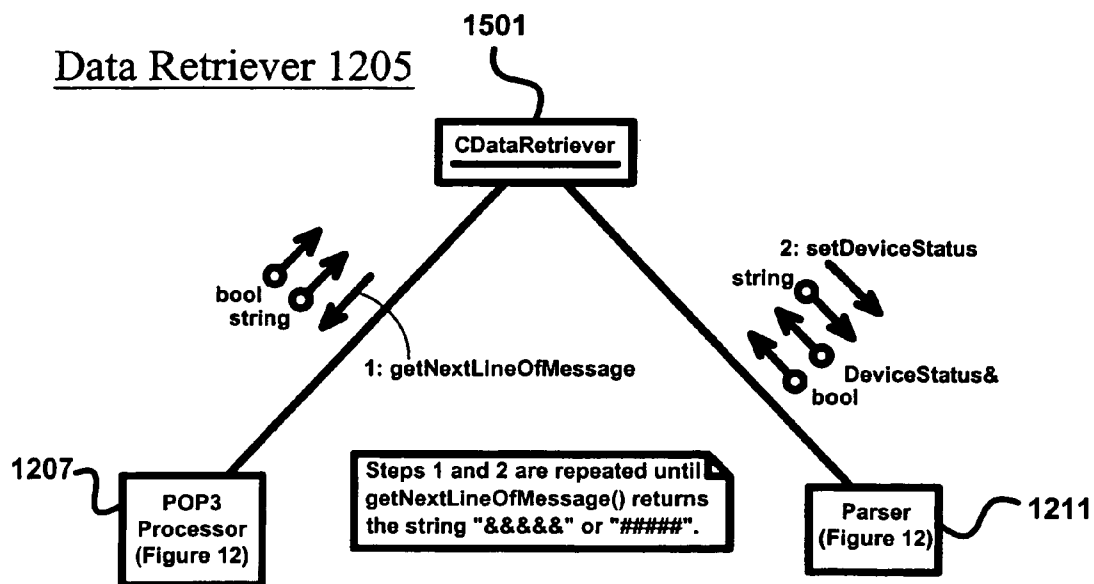 1501
Data Retriever 1205
CDataRetriever
2: setDeviceStatus
string
bool
string
1: getNextLineOfMessage
DeviceStatus&
bool
1207
POP3
Processor
(Figure 12)
Steps 1 and 2 are repeated until
getNextLineOfMessage() returns
the string "&&&&&" or "#####".
Parser
(Figure 12)
1211